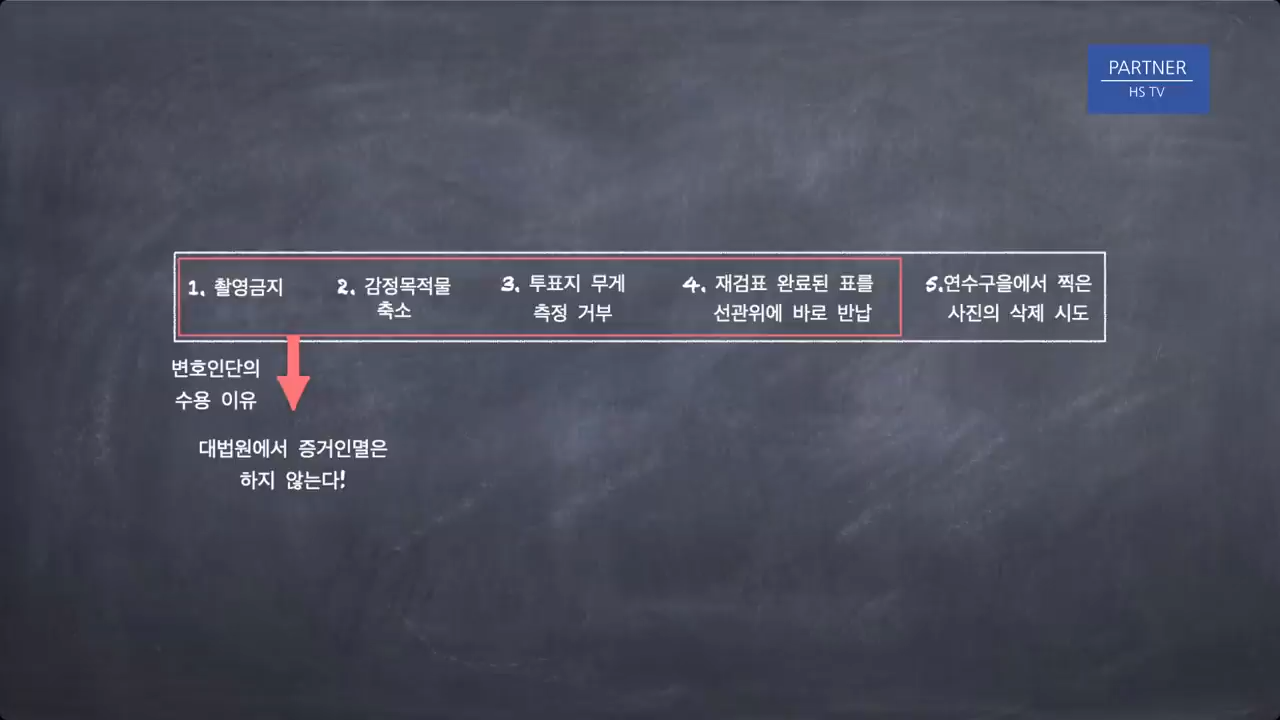 PARTNER
HS TV
1. 촬영금지
2. 감정목적물
축소
3. 투표지 무게
측정 거부
4. 재검표 완료된 표를
선관위에 바로 반납
5.연수구을에서 찍은
사진의 삭제 시도
변호인단의
수용 이유
대법원에서 증거인멸은
하지 않는다!